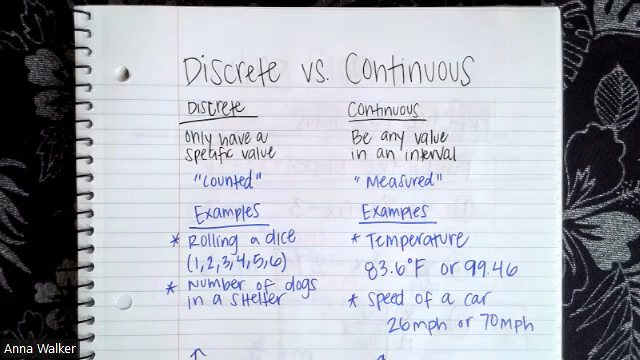 Discrete vs. Continuous
Discrete
Only have a
specific value
"Counted"
Examples
* Rolling a dice
(1,2,3,4,5,6)
* Number of dogs
in a shelter
Continuous
Be any value
in an interval
"Measured"
Examples
* Temperature
83.6°F or 99.46
* Speed of a car
26mph or 70mph
Anna Walker